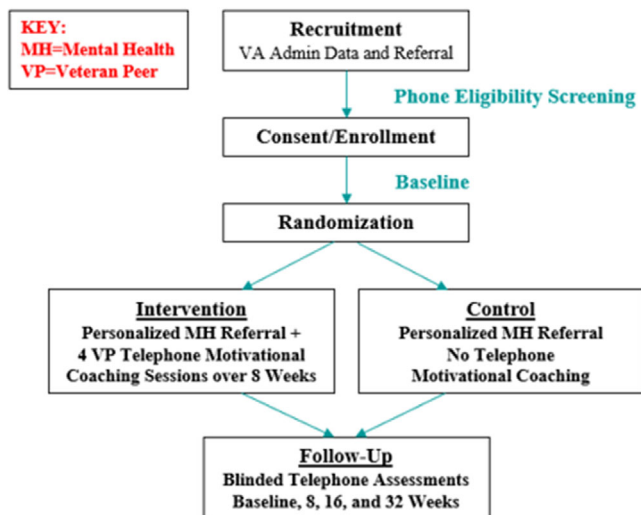 KEY:
MH=Mental Health
VP=Veteran Peer
Recruitment
VA Admin Data and Referral
Phone Eligibility Screening
Consent/Enrollment
Baseline
Randomization
Intervention
Personalized MH Referral +
4 VP Telephone Motivational
Coaching Sessions over 8 Weeks
Control
Personalized MH Referral
No Telephone
Motivational Coaching
Follow-Up
Blinded Telephone Assessments
Baseline, 8, 16, and 32 Weeks